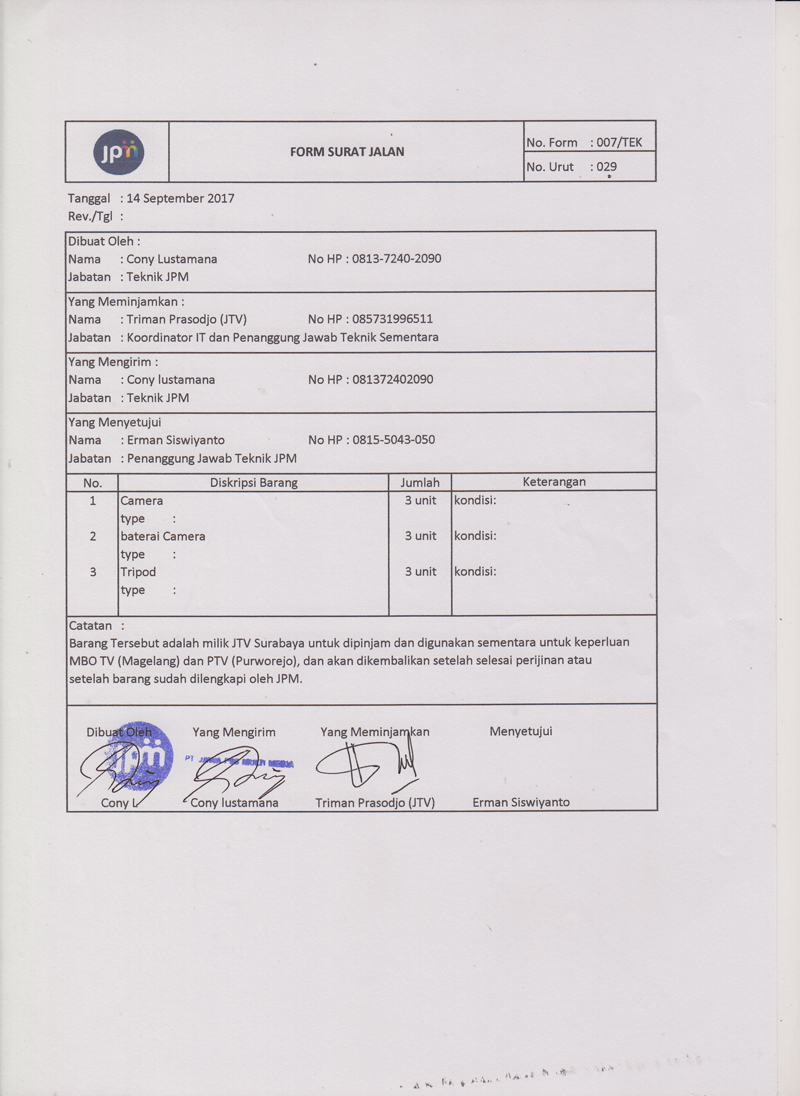 jpm
FORM SURAT JALAN
No. Form : 007/TEK
No. Urut : 029
Tanggal : 14 September 2017
Rev./Tgl :
Dibuat Oleh :
Nama : Cony Lustamana No HP : 0813-7240-2090
Jabatan : Teknik JPM
Yang Meminjamkan :
Nama : Triman Prasodjo (JTV) No HP : 085731996511
Jabatan : Koordinator IT dan Penanggung Jawab Teknik Sementara
Yang Mengirim :
Nama : Cony lustamana No HP : 081372402090
Jabatan : Teknik JPM
Yang Menyetujui
Nama : Erman Siswiyanto No HP : 0815-5043-050
Jabatan : Penanggung Jawab Teknik JPM
No. Diskripsi Barang Jumlah Keterangan
1 Camera 3 unit kondisi:
type :
2 baterai Camera 3 unit kondisi:
type :
3 Tripod 3 unit kondisi:
type :
Catatan :
Barang Tersebut adalah milik JTV Surabaya untuk dipinjam dan digunakan sementara untuk keperluan
MBO TV (Magelang) dan PTV (Purworejo), dan akan dikembalikan setelah selesai perijinan atau
setelah barang sudah dilengkapi oleh JPM.
Dibuat Oleh Yang Mengirim Yang Meminjamkan Menyetujui
jpm
PT JAWA POS MULTI MEDIA
Cony L Cony lustamana Triman Prasodjo (JTV) Erman Siswiyanto